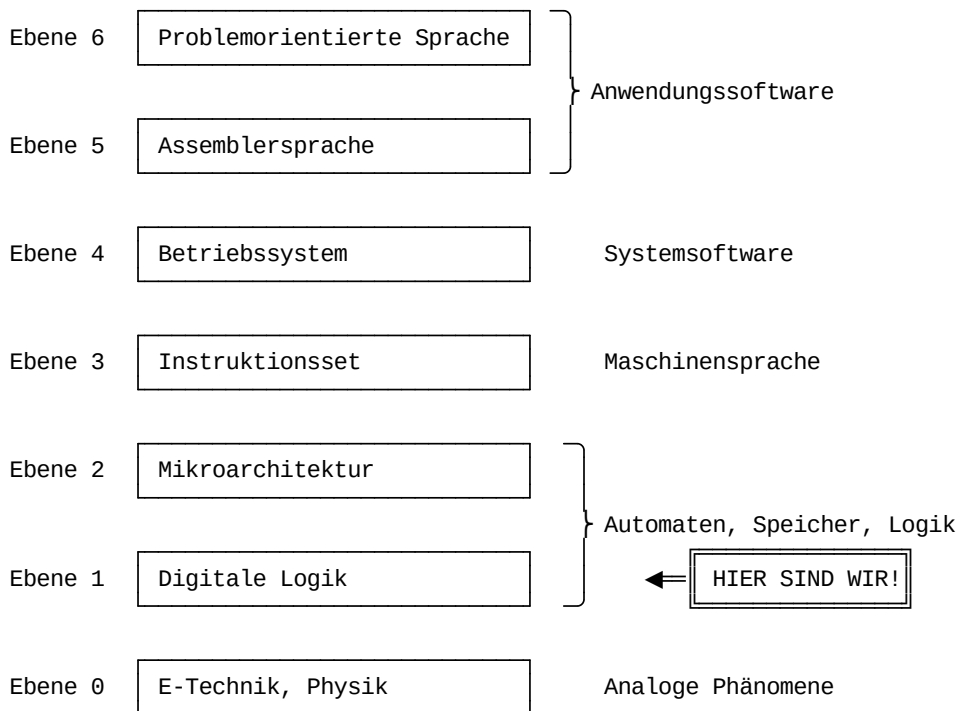 Ebene 6 Problemorientierte Sprache
Anwendungssoftware
Ebene 5 Assemblersprache
Ebene 4 Betriebssystem Systemsoftware
Ebene 3 Instruktionsset Maschinensprache
Ebene 2 Mikroarchitektur
Automaten, Speicher, Logik
Ebene 1 Digitale Logik HIER SIND WIR!
Ebene 0 E-Technik, Physik Analoge Phänomene